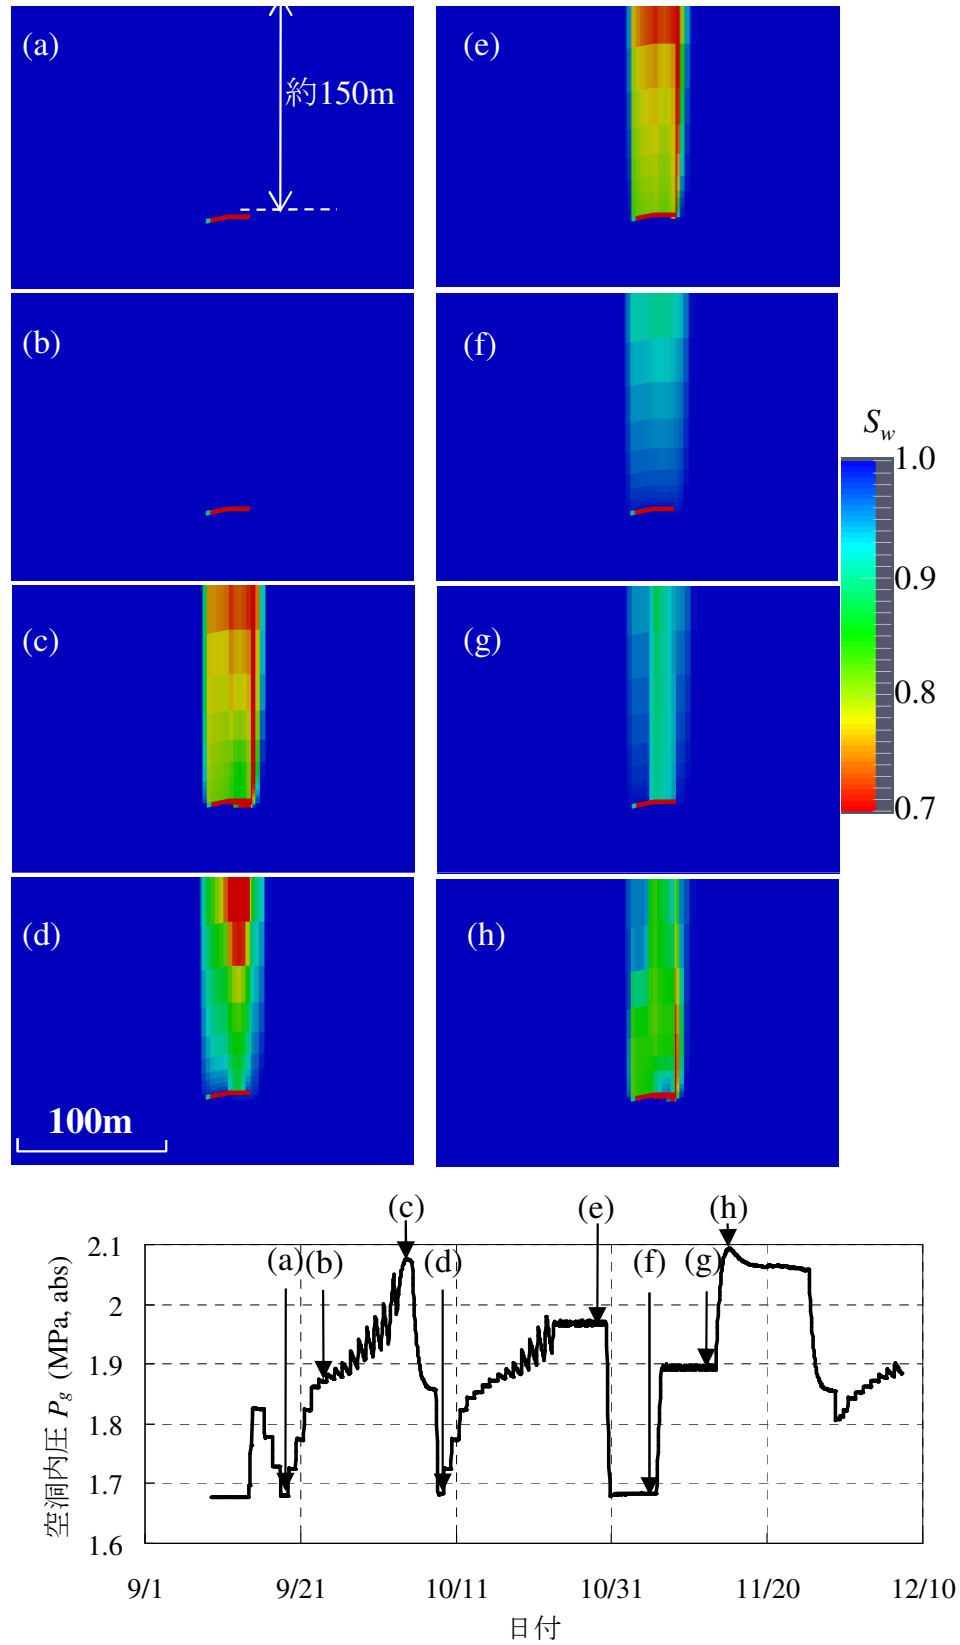 (a)
約150m
(e)
(b)
(f)
(c)
(g)
(d)
100m
(h)
S_w
1.0
0.9
0.8
0.7
(c)
(e)
(h)
(a)
(b)
(d)
(f)
(g)
空洞内圧 P_g (MPa, abs)
2.1
2
1.9
1.8
1.7
1.6
9/1
9/21
10/11
10/31
11/20
12/10
日付